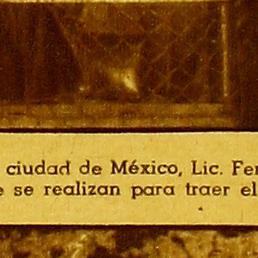 ciudad de México, Lic. Fer
e se realizan para traer el